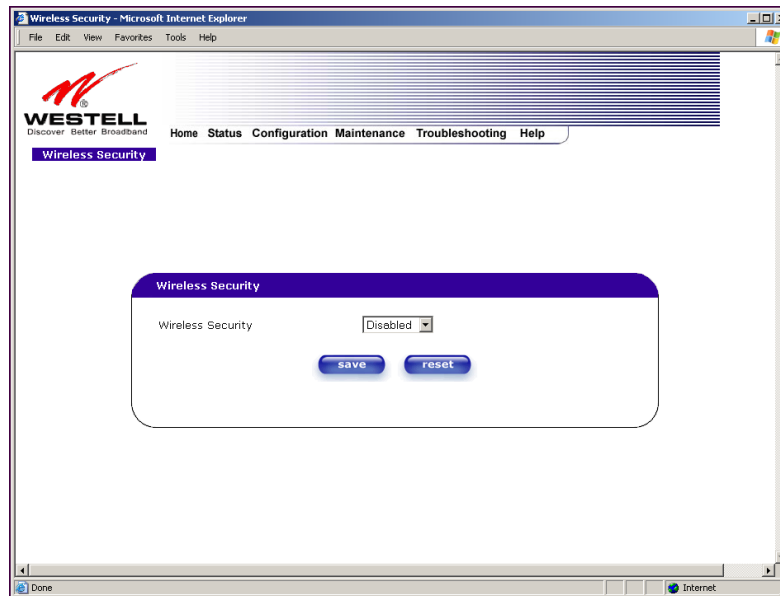 Wireless Security - Microsoft Internet Explorer
File Edit View Favorites Tools Help
®
WESTELL
Discover Better Broadband
Home Status Configuration Maintenance Troubleshooting Help
Wireless Security
Wireless Security
Wireless Security Disabled
save reset
Done Internet